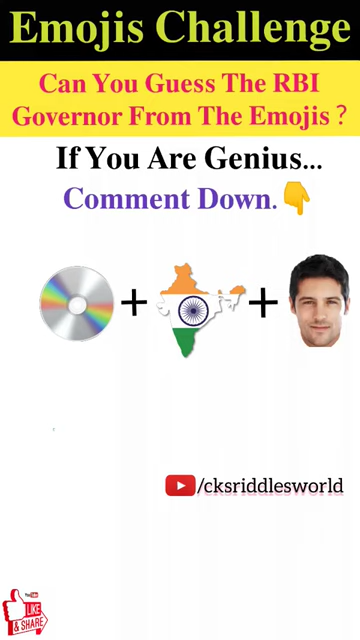 Emojis Challenge
Can You Guess The RBI
Governor From The Emojis ?
If You Are Genius...
Comment Down.👇
+ +
/cksriddlesworld
YouTube
LIKE
& SHARE